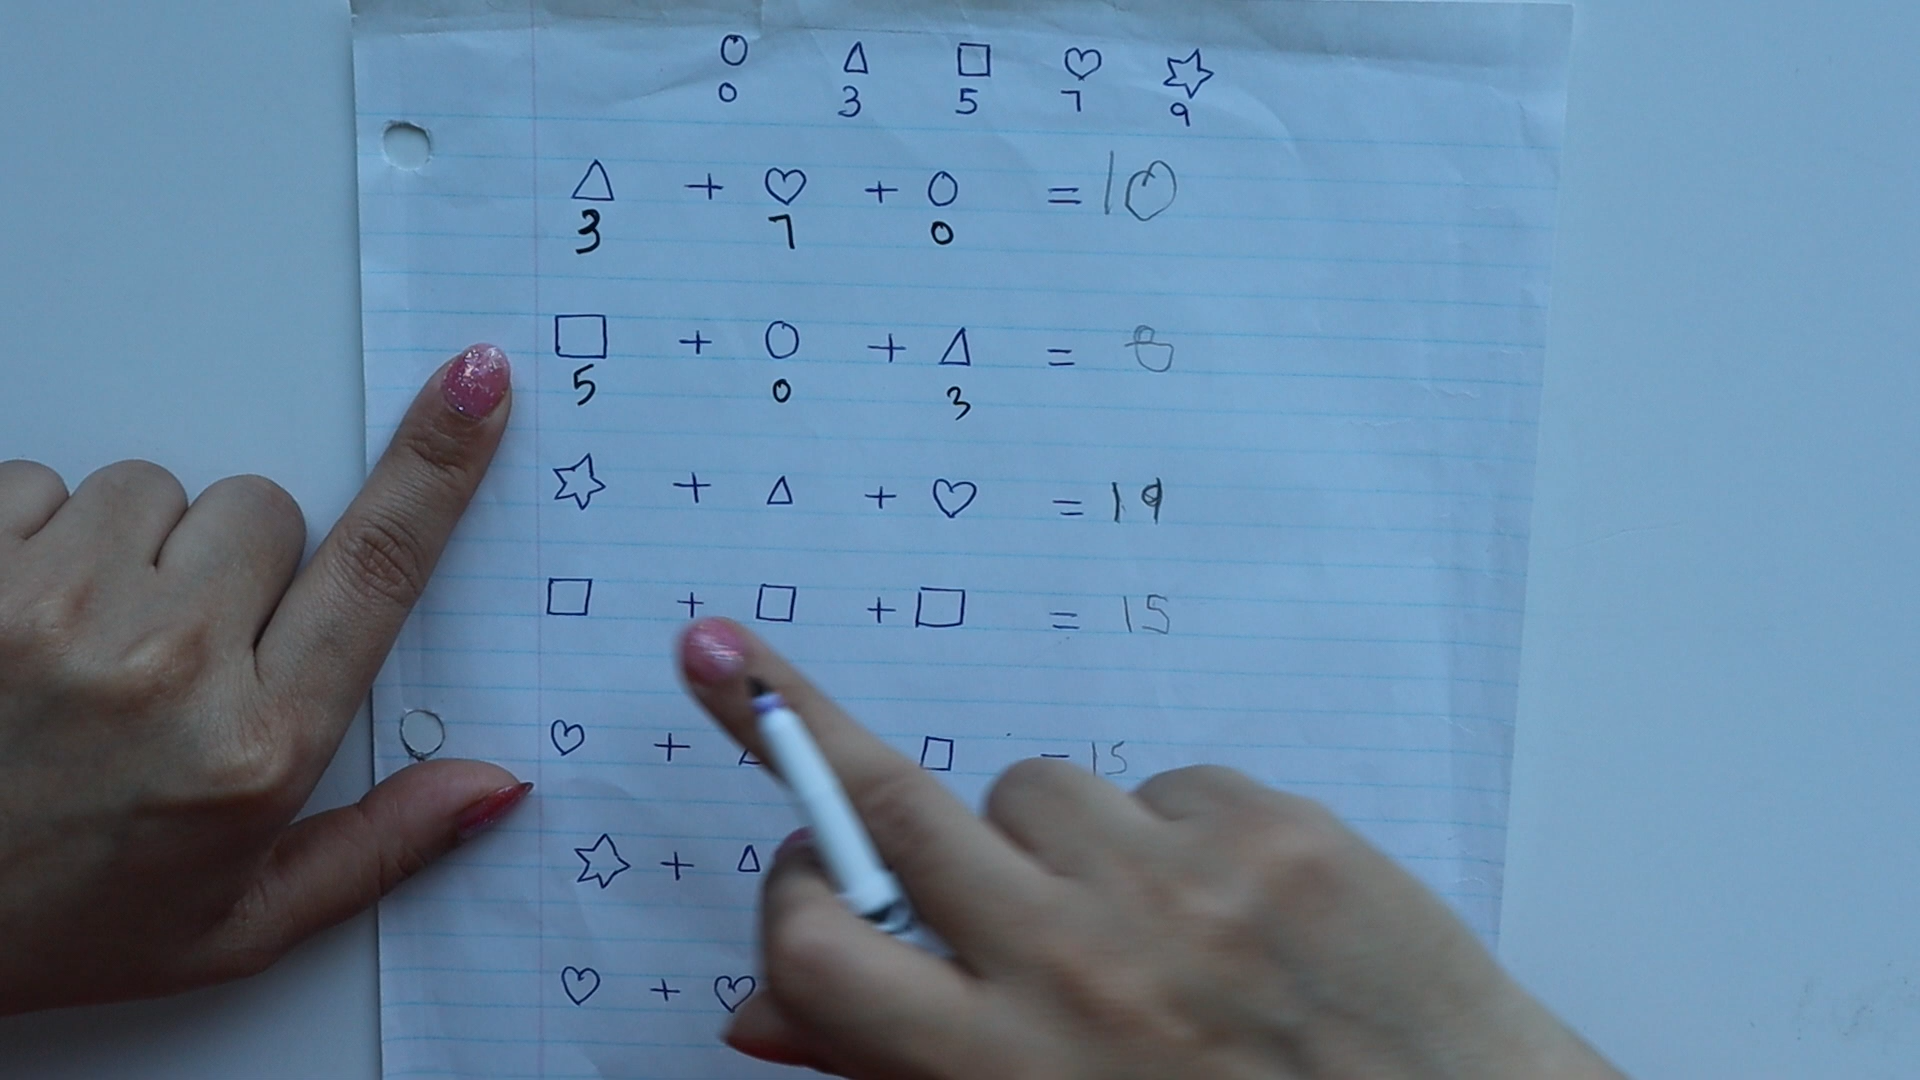 ○ △ □ ♡ ☆
0 3 5 7 9
△ + ♡ + ○ = 10
3 7 0
□ + ○ + △ = 8
5 0 3
☆ + △ + ♡ = 19
□ + □ + □ = 15
♡ + △ □ = 15
☆ + △
♡ + ♡